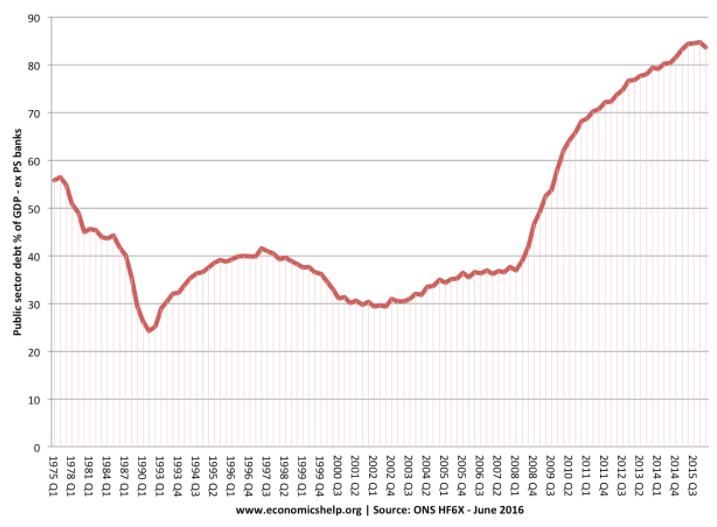 Public sector debt % of GDP - ex PS banks
90
80
70
60
50
40
30
20
10
0
1975 Q1
1978 Q1
1981 Q1
1984 Q1
1987 Q1
1990 Q1
1993 Q1
1993 Q4
1994 Q3
1995 Q2
1996 Q1
1996 Q4
1997 Q3
1998 Q2
1999 Q1
1999 Q4
2000 Q3
2001 Q2
2002 Q1
2002 Q4
2003 Q3
2004 Q2
2005 Q1
2005 Q4
2006 Q3
2007 Q2
2008 Q1
2008 Q4
2009 Q3
2010 Q2
2011 Q1
2011 Q4
2012 Q3
2013 Q2
2014 Q1
2014 Q4
2015 Q3
www.economicshelp.org | Source: ONS HF6X - June 2016